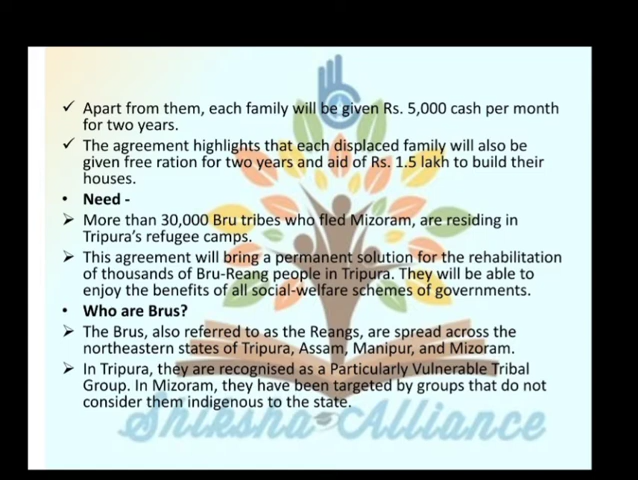 ✓ Apart from them, each family will be given Rs. 5,000 cash per month
for two years.
✓ The agreement highlights that each displaced family will also be
given free ration for two years and aid of Rs. 1.5 lakh to build their
houses.
• Need -
➢ More than 30,000 Bru tribes who fled Mizoram, are residing in
Tripura's refugee camps.
➢ This agreement will bring a permanent solution for the rehabilitation
of thousands of Bru-Reang people in Tripura. They will be able to
enjoy the benefits of all social-welfare schemes of governments.
• Who are Brus?
➢ The Brus, also referred to as the Reangs, are spread across the
northeastern states of Tripura, Assam, Manipur, and Mizoram.
➢ In Tripura, they are recognised as a Particularly Vulnerable Tribal
Group. In Mizoram, they have been targeted by groups that do not
consider them indigenous to the state.
Shiksha Alliance